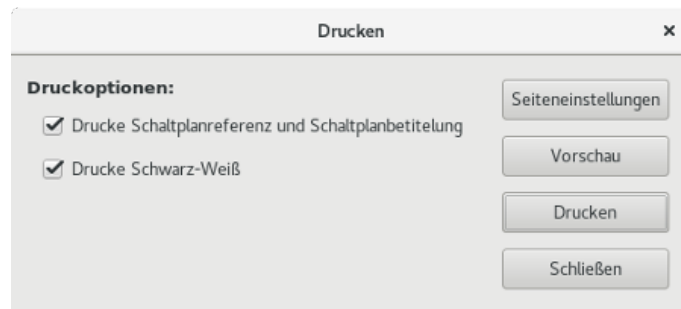 Drucken
Druckoptionen:
Drucke Schaltplanreferenz und Schaltplanbetitelung
Drucke Schwarz-Weiß
Seiteneinstellungen
Vorschau
Drucken
Schließen